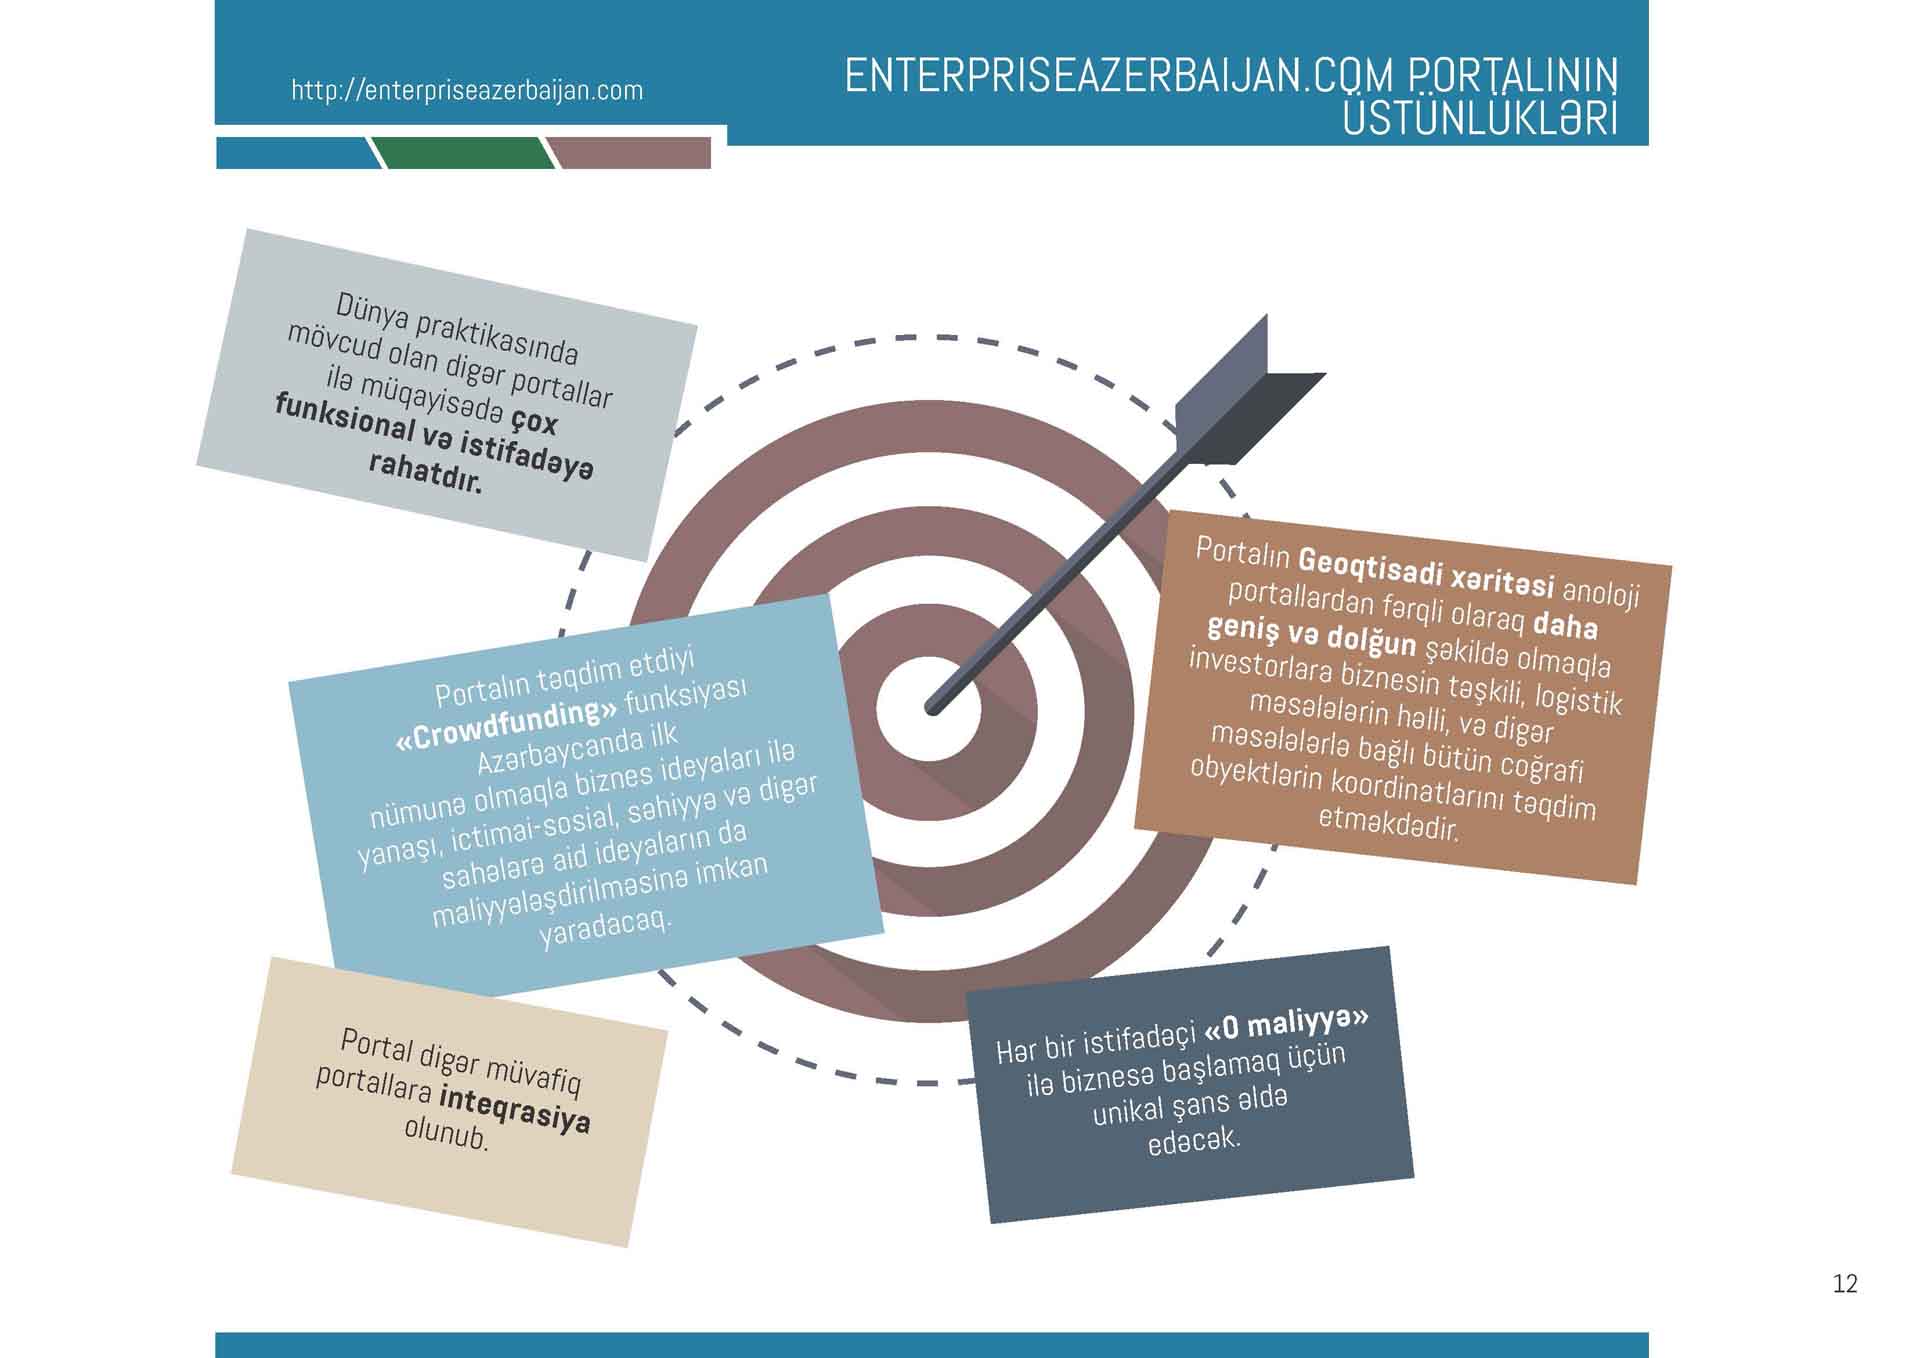 http://enterpriseazerbaijan.com
ENTERPRISEAZERBAIJAN.COM PORTALININ
ÜSTÜNLÜKLƏRİ
Dünya praktikasında
mövcud olan digər portallar
ilə müqayisədə çox
funksional və istifadəyə
rahatdır.
Portalın Geoqtisadi xəritəsi anoloji
portallardan fərqli olaraq daha
geniş və dolğun şəkildə olmaqla
investorlara biznesin təşkili, logistik
məsələlərin həlli, və digər
məsələlərlə bağlı bütün coğrafi
obyektlərin koordinatlarını təqdim
etməkdədir.
Portalın təqdim etdiyi
«Crowdfunding» funksiyası
Azərbaycanda ilk
nümunə olmaqla biznes ideyaları ilə
yanaşı, ictimai-sosial, səhiyyə və digər
sahələrə aid ideyaların da
maliyyələşdirilməsinə imkan
yaradacaq.
Portal digər müvafiq
portallara inteqrasiya
olunub.
Hər bir istifadəçi «0 maliyyə»
ilə biznesə başlamaq üçün
unikal şans əldə
edəcək.
12